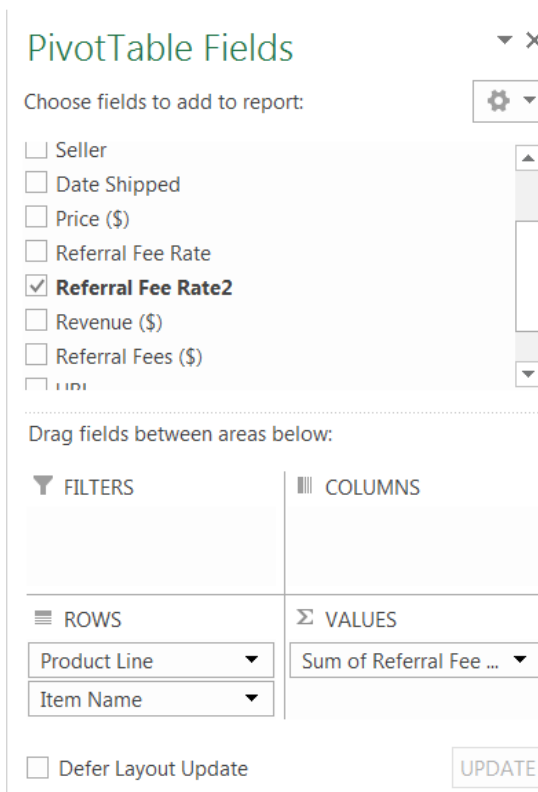 PivotTable Fields
Choose fields to add to report:
Seller
Date Shipped
Price ($)
Referral Fee Rate
Referral Fee Rate2
Revenue ($)
Referral Fees ($)
Drag fields between areas below:
FILTERS
COLUMNS
ROWS
Σ VALUES
Product Line
Sum of Referral Fee ...
Item Name
Defer Layout Update
UPDATE